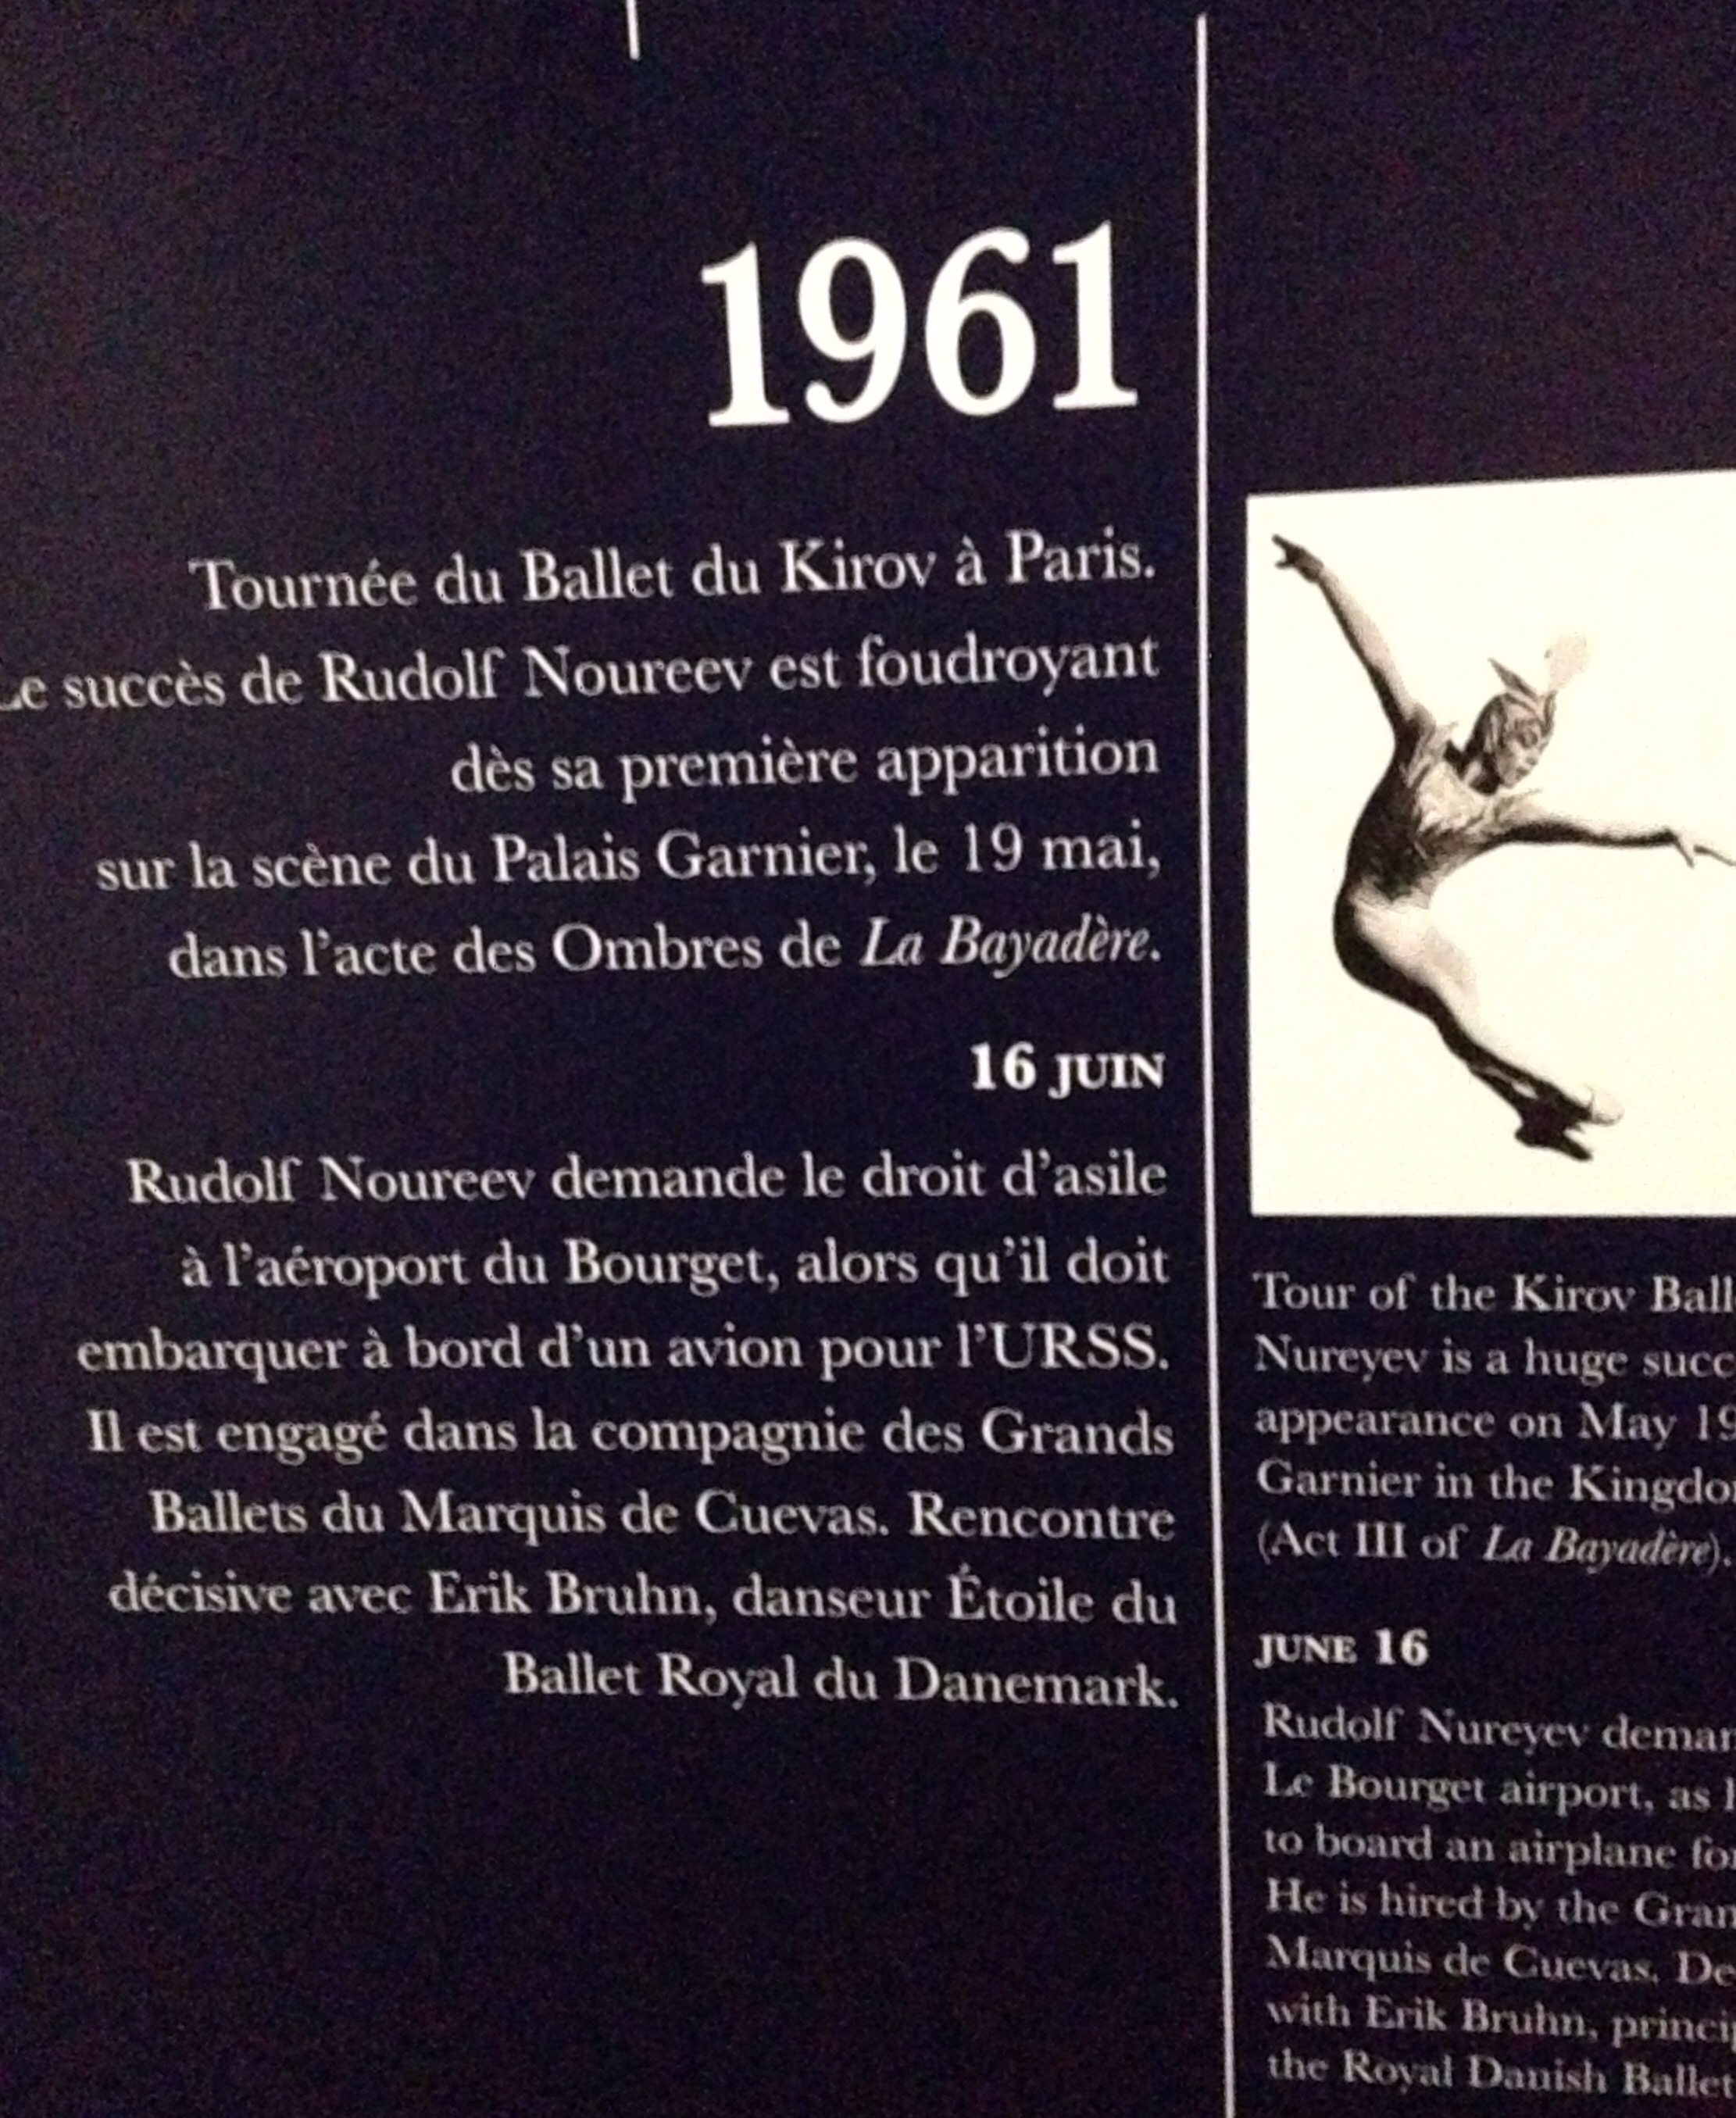 1961
Tournée du Ballet du Kirov à Paris.
Le succès de Rudolf Noureev est foudroyant
dès sa première apparition
sur la scène du Palais Garnier, le 19 mai,
dans l'acte des Ombres de La Bayadère.
16 JUIN
Rudolf Noureev demande le droit d'asile
à l'aéroport du Bourget, alors qu'il doit
embarquer à bord d'un avion pour l'URSS.
Il est engagé dans la compagnie des Grands
Ballets du Marquis de Cuevas. Rencontre
décisive avec Erik Bruhn, danseur Étoile du
Ballet Royal du Danemark.
Tour of the Kirov
Nureyev is a huge
appearance on May
Garnier in the
(Act III of La Bayadère).
JUNE 16
Rudolf Nureyev
Le Bourget airport, as
to board an airplane
He is hired by the
Marquis de Cuevas.
with Erik Bruhn,
the Royal Danish Ballet